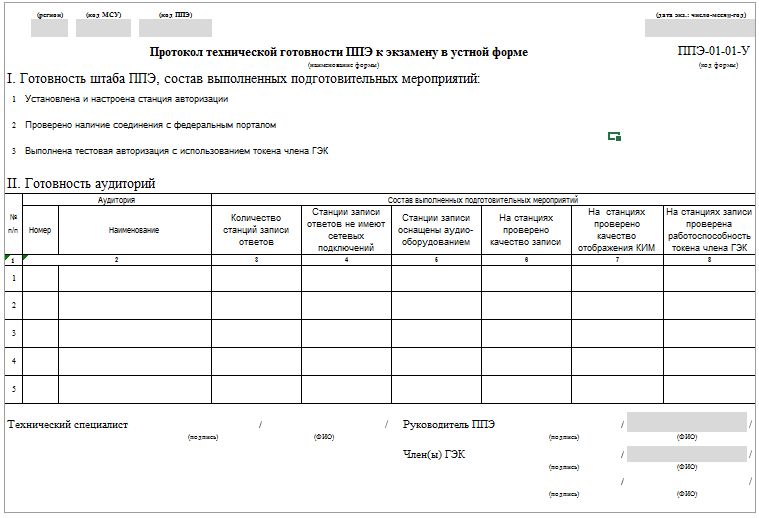 (регион) (код МСУ) (код ППЭ) (дата экз.: число-месяц-год)
Протокол технической готовности ППЭ к экзамену в устной форме ППЭ-01-01-У
(наименование формы) (код формы)
I. Готовность штаба ППЭ, состав выполненных подготовительных мероприятий:
1 Установлена и настроена станция авторизации
2 Проверено наличие соединения с федеральным порталом
3 Выполнена тестовая авторизация с использованием токена члена ГЭК
II. Готовность аудиторий
№ п/п Аудитория Состав выполненных подготовительных мероприятий
Номер Наименование Количество станций записи ответов Станции записи ответов не имеют сетевых подключений Станции записи оснащены аудио-оборудованием На станциях проверено качество записи На станциях проверено качество отображения КИМ На станциях записи проверена работоспособность токена члена ГЭК
1 2 3 4 5 6 7 8
1
2
3
4
5
Технический специалист / / Руководитель ППЭ / /
(подпись) (ФИО) (подпись) (ФИО)
Член(ы) ГЭК / /
(подпись) (ФИО)
/ /
(подпись) (ФИО)